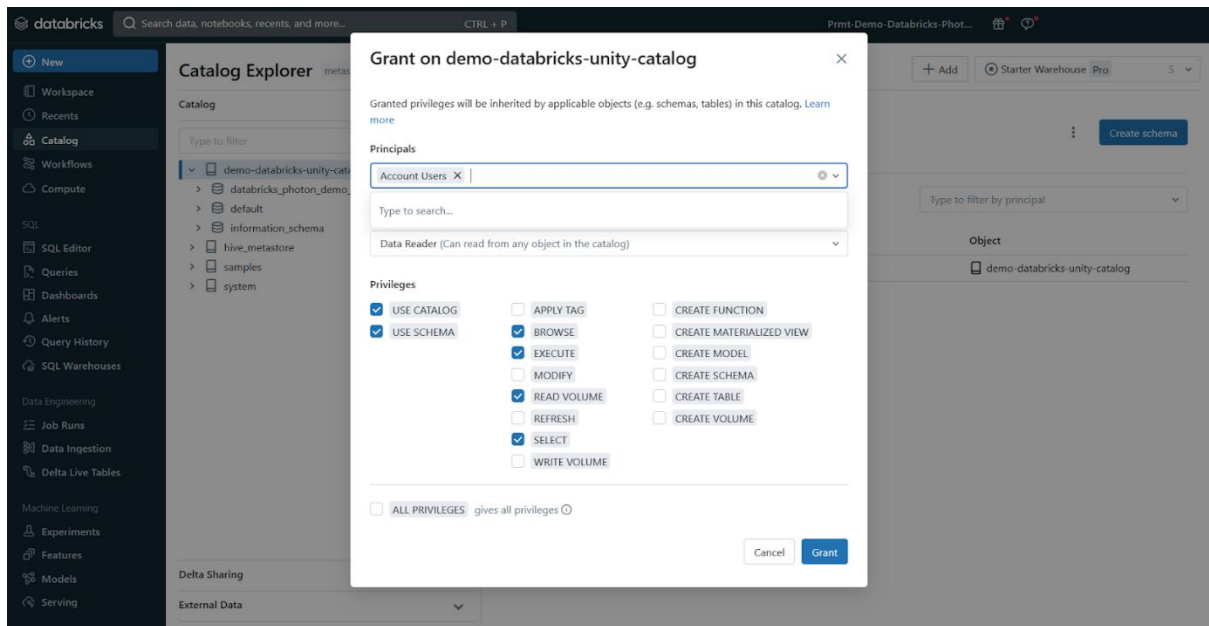 databricks
Search data, notebooks, recents, and more...
CTRL + P
Prmt-Demo-Databricks-Phot...
New
Workspace
Recents
Catalog
Workflows
Compute
SQL
SQL Editor
Queries
Dashboards
Alerts
Query History
SQL Warehouses
Data Engineering
Job Runs
Data Ingestion
Delta Live Tables
Machine Learning
Experiments
Features
Models
Serving
Catalog Explorer
Catalog
Type to filter
demo-databricks-unity-cat
databricks_photon_demo_
default
information_schema
hive_metastore
samples
system
Delta Sharing
External Data
Grant on demo-databricks-unity-catalog
Granted privileges will be inherited by applicable objects (e.g. schemas, tables) in this catalog. Learn
more
Principals
Account Users
Type to search...
Data Reader (Can read from any object in the catalog)
Privileges
USE CATALOG APPLY TAG CREATE FUNCTION
USE SCHEMA BROWSE CREATE MATERIALIZED VIEW
EXECUTE CREATE MODEL
MODIFY CREATE SCHEMA
READ VOLUME CREATE TABLE
REFRESH CREATE VOLUME
SELECT
WRITE VOLUME
ALL PRIVILEGES gives all privileges
Cancel Grant
Add
Starter Warehouse Pro S
Create schema
Type to filter by principal
Object
demo-databricks-unity-catalog